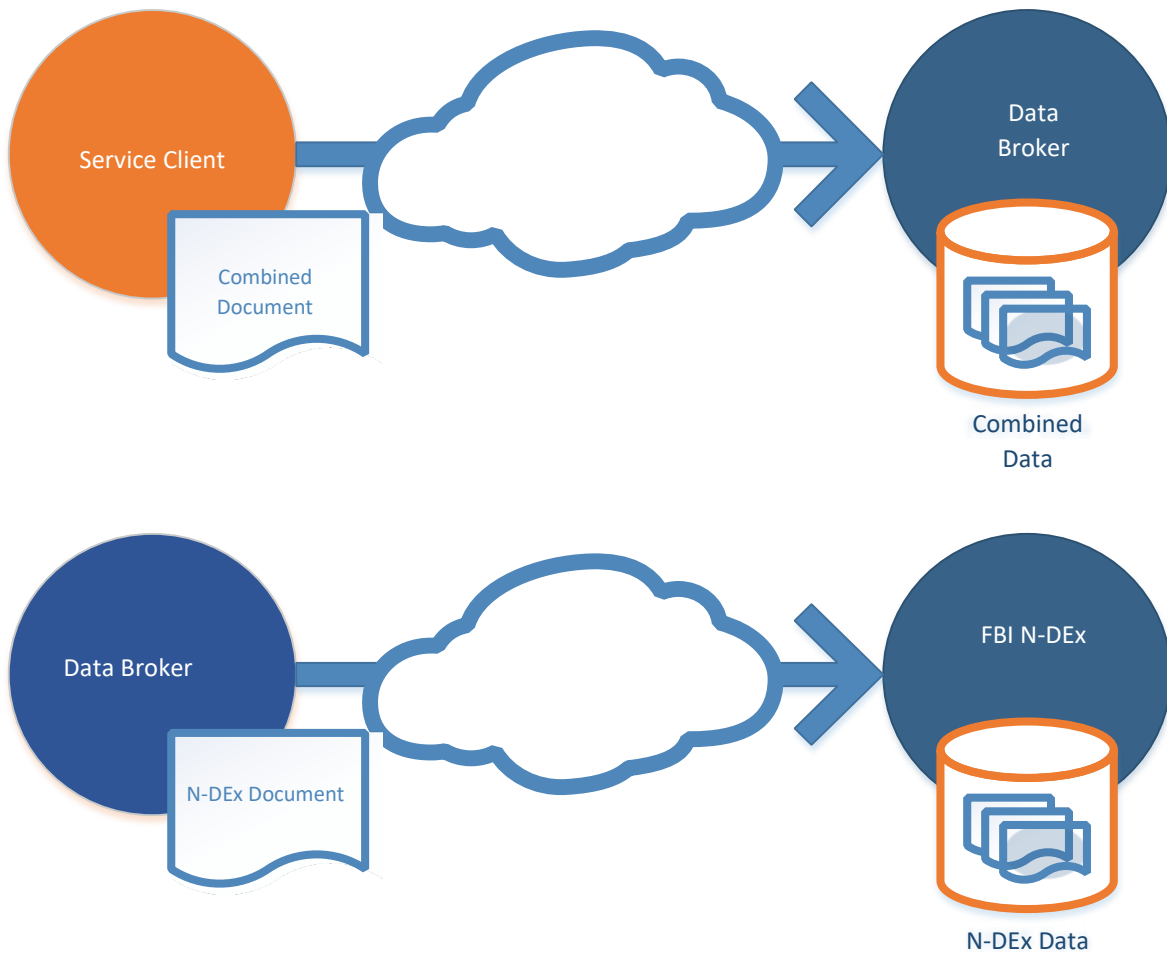 Service Client
Combined
Document
Data
Broker
Combined
Data
Data Broker
N-DEx Document
FBI N-DEx
N-DEx Data